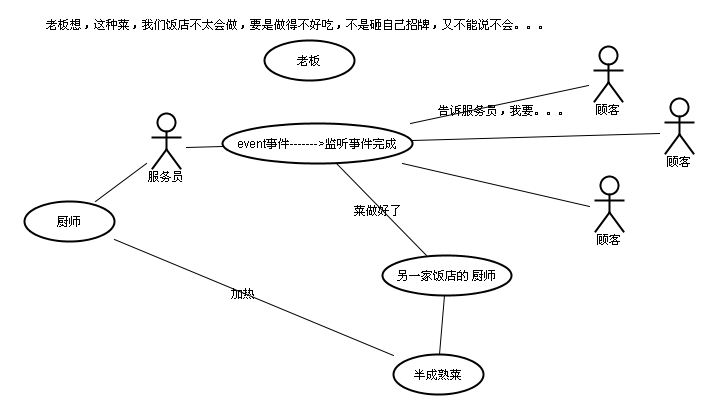 老板想，这种菜，我们饭店不太会做，要是做得不好吃，不是砸自己招牌，又不能说不会。。。
老板
告诉服务员，我要。。。
顾客
event事件------->监听事件完成
顾客
服务员
菜做好了
厨师
顾客
另一家饭店的 厨师
加热
半成熟菜